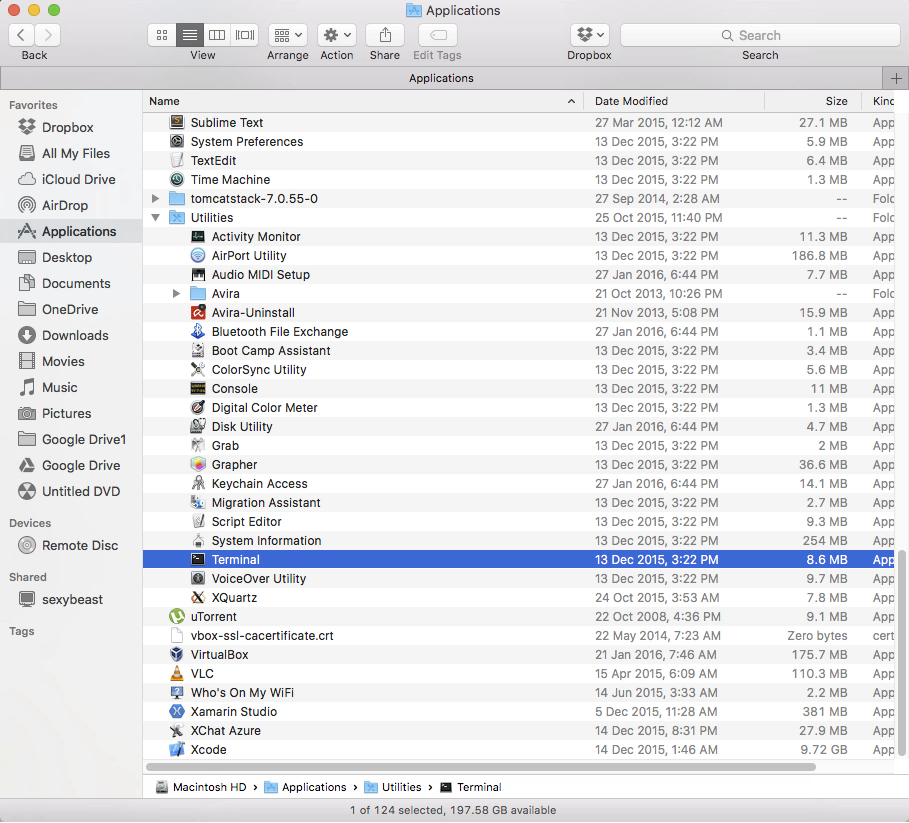 Applications
Back View Arrange Action Share Edit Tags Dropbox Search Search
Applications
Favorites
Dropbox
All My Files
iCloud Drive
AirDrop
Applications
Desktop
Documents
OneDrive
Downloads
Movies
Music
Pictures
Google Drive1
Google Drive
Untitled DVD
Devices
Remote Disc
Shared
sexybeast
Tags
Name Date Modified Size Kind
Sublime Text 27 Mar 2015, 12:12 AM 27.1 MB App
System Preferences 13 Dec 2015, 3:22 PM 5.9 MB App
TextEdit 13 Dec 2015, 3:22 PM 6.4 MB App
Time Machine 13 Dec 2015, 3:22 PM 1.3 MB App
tomcatstack-7.0.55-0 27 Sep 2014, 2:28 AM -- Fold
Utilities 25 Oct 2015, 11:40 PM -- Fold
Activity Monitor 13 Dec 2015, 3:22 PM 11.3 MB App
AirPort Utility 13 Dec 2015, 3:22 PM 186.8 MB App
Audio MIDI Setup 27 Jan 2016, 6:44 PM 7.7 MB App
Avira 21 Oct 2013, 10:26 PM -- Fold
Avira-Uninstall 21 Nov 2013, 5:08 PM 15.9 MB App
Bluetooth File Exchange 27 Jan 2016, 6:44 PM 1.1 MB App
Boot Camp Assistant 13 Dec 2015, 3:22 PM 3.4 MB App
ColorSync Utility 13 Dec 2015, 3:22 PM 5.6 MB App
Console 13 Dec 2015, 3:22 PM 11 MB App
Digital Color Meter 13 Dec 2015, 3:22 PM 1.3 MB App
Disk Utility 27 Jan 2016, 6:44 PM 4.7 MB App
Grab 13 Dec 2015, 3:22 PM 2 MB App
Grapher 13 Dec 2015, 3:22 PM 36.6 MB App
Keychain Access 27 Jan 2016, 6:44 PM 14.1 MB App
Migration Assistant 13 Dec 2015, 3:22 PM 2.7 MB App
Script Editor 13 Dec 2015, 3:22 PM 9.3 MB App
System Information 13 Dec 2015, 3:22 PM 254 MB App
Terminal 13 Dec 2015, 3:22 PM 8.6 MB App
VoiceOver Utility 13 Dec 2015, 3:22 PM 9.7 MB App
XQuartz 24 Oct 2015, 3:53 AM 7.8 MB App
uTorrent 22 Oct 2008, 4:36 PM 9.1 MB App
vbox-ssl-cacertificate.crt 22 May 2014, 7:23 AM Zero bytes cert
VirtualBox 21 Jan 2016, 7:46 AM 175.7 MB App
VLC 15 Apr 2015, 6:09 AM 110.3 MB App
Who's On My WiFi 14 Jun 2015, 3:33 AM 2.2 MB App
Xamarin Studio 5 Dec 2015, 11:28 AM 381 MB App
XChat Azure 14 Dec 2015, 8:31 PM 27.9 MB App
Xcode 14 Dec 2015, 1:46 AM 9.72 GB App
Macintosh HD › Applications › Utilities › Terminal
1 of 124 selected, 197.58 GB available